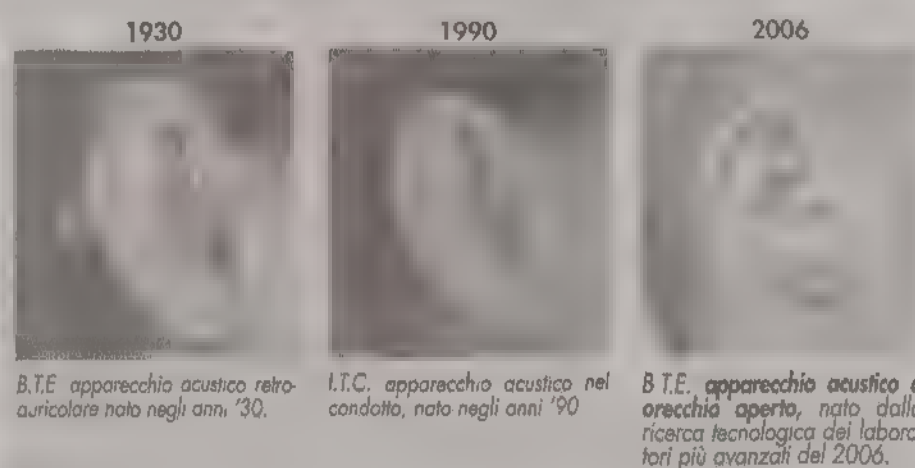 1930
1990
2006
B.T.E. apparecchio acustico retro-
auricolare nato negli anni '30.
I.T.C. apparecchio acustico nel
condotto, nato negli anni '90
B.T.E. apparecchio acustico
orecchio aperto, nato dalla
ricerca tecnologica dei labora
tori più avanzati del 2006.